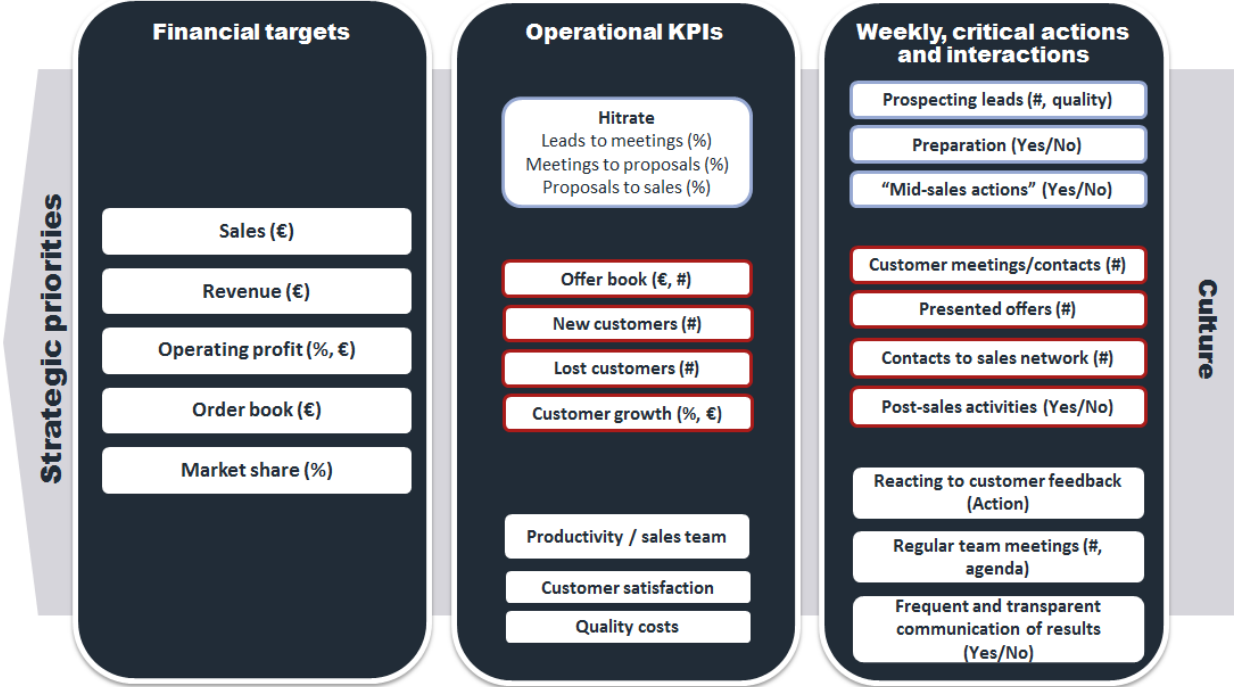 Strategic priorities
Financial targets
Sales (€)
Revenue (€)
Operating profit (%, €)
Order book (€)
Market share (%)
Operational KPIs
Hitrate
Leads to meetings (%)
Meetings to proposals (%)
Proposals to sales (%)
Offer book (€, #)
New customers (#)
Lost customers (#)
Customer growth (%, €)
Productivity / sales team
Customer satisfaction
Quality costs
Weekly, critical actions
and interactions
Prospecting leads (#, quality)
Preparation (Yes/No)
“Mid-sales actions” (Yes/No)
Customer meetings/contacts (#)
Presented offers (#)
Contacts to sales network (#)
Post-sales activities (Yes/No)
Reacting to customer feedback
(Action)
Regular team meetings (#,
agenda)
Frequent and transparent
communication of results
(Yes/No)
Culture